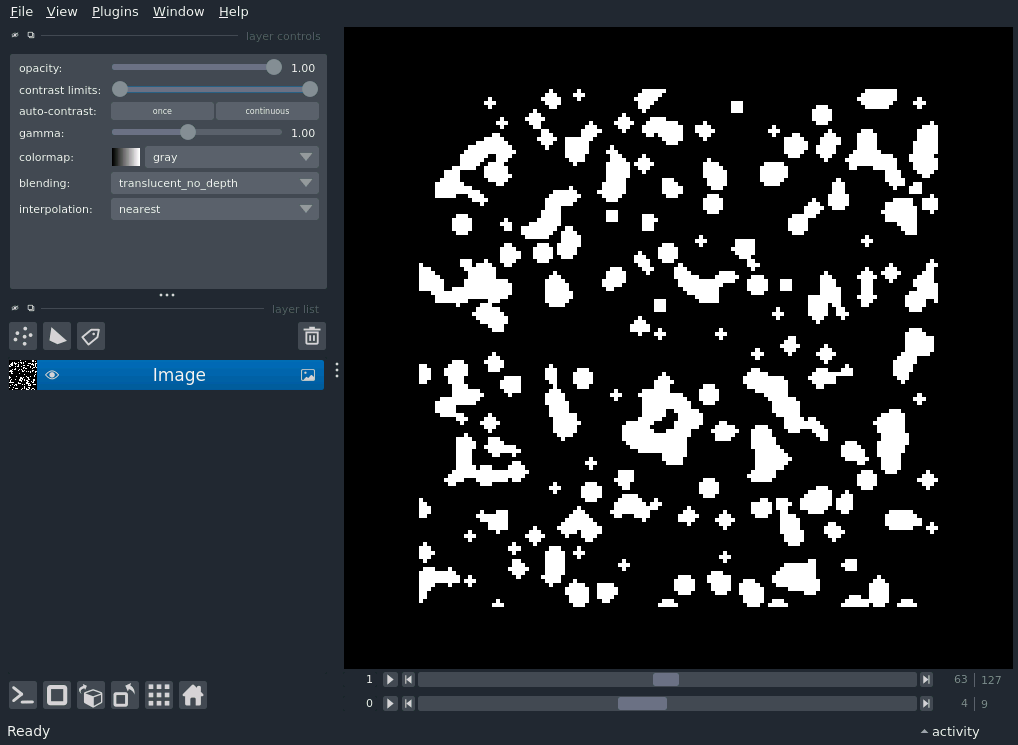 File View Plugins Window Help
layer controls
opacity: 1.00
contrast limits:
auto-contrast: once continuous
gamma: 1.00
colormap: gray
blending: translucent_no_depth
interpolation: nearest
layer list
Image
1 63 127
0 4 9
Ready activity